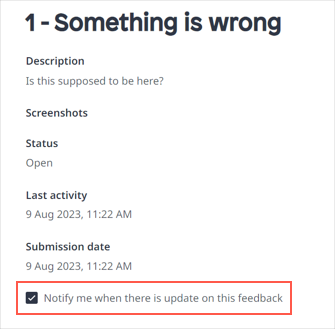 1 - Something is wrong
Description
Is this supposed to be here?
Screenshots
Status
Open
Last activity
9 Aug 2023, 11:22 AM
Submission date
9 Aug 2023, 11:22 AM
Notify me when there is update on this feedback